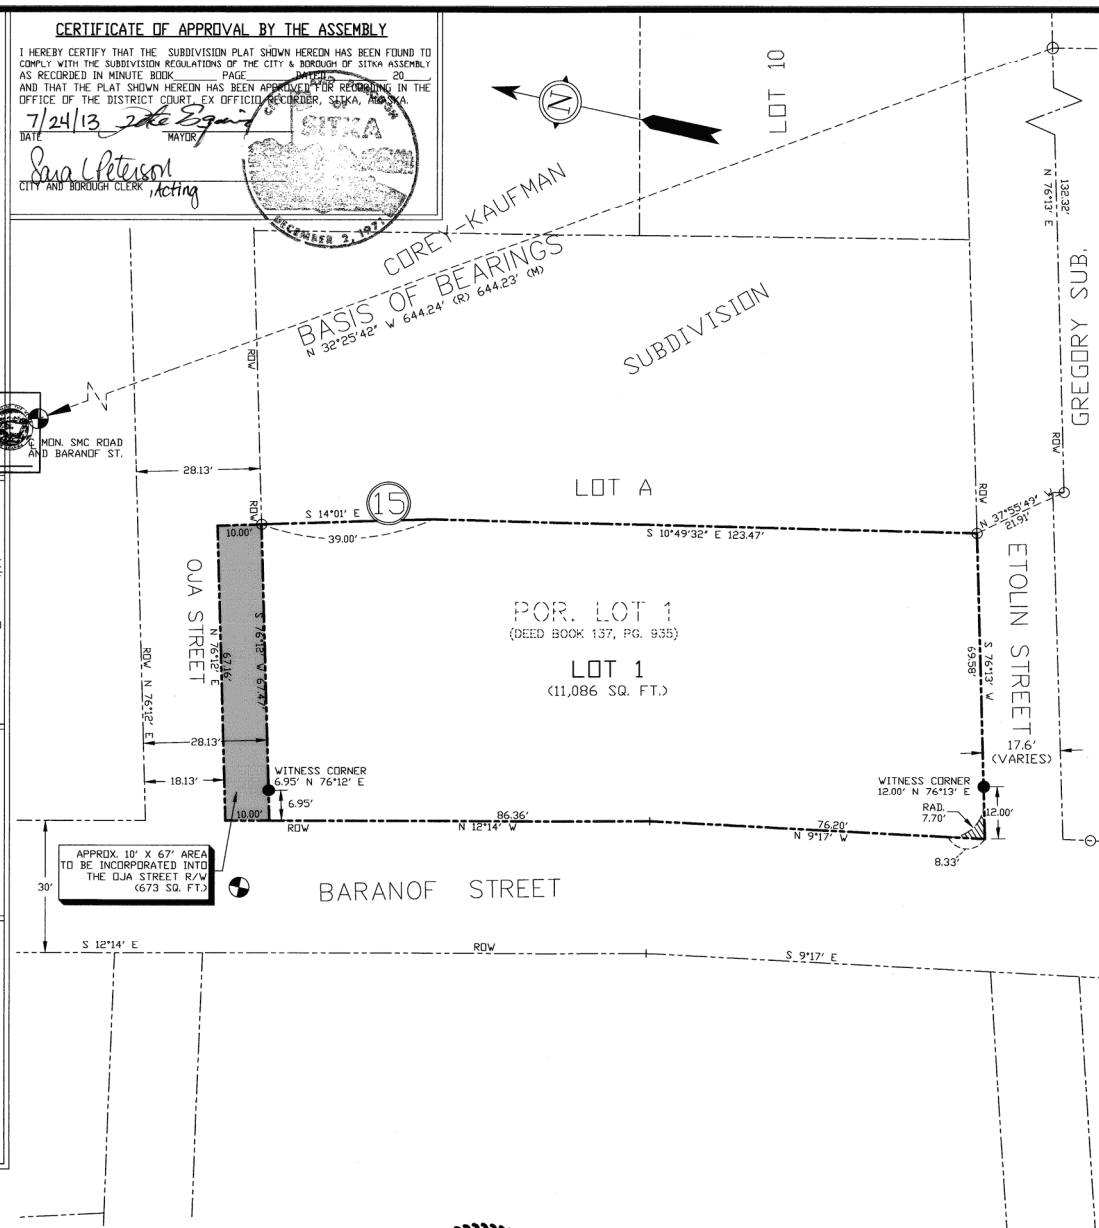 CERTIFICATE OF APPROVAL BY THE ASSEMBLY
I HEREBY CERTIFY THAT THE SUBDIVISION PLAT SHOWN HEREON HAS BEEN FOUND TO
COMPLY WITH THE SUBDIVISION REGULATIONS OF THE CITY & BOROUGH OF SITKA ASSEMBLY
AS RECORDED IN MINUTE BOOK______ PAGE______ DATED______ 20____,
AND THAT THE PLAT SHOWN HEREON HAS BEEN APPROVED FOR RECORDING IN THE
OFFICE OF THE DISTRICT COURT, EX OFFICIO RECORDER, SITKA, ALASKA.
7/24/13
DATE
MAYOR
Sara L Peterson
CITY AND BOROUGH CLERK, Acting
OF
SITKA
DECEMBER 2, 1971
N
LOT 10
132.32'
N 76°13' E
GREGORY SUB.
COREY-KAUFMAN
BASIS OF BEARINGS
N 32°25'42" W 644.24' (R) 644.23' (M)
SUBDIVISION
ROW
ROW
℄ MON. SMC ROAD
AND BARANOF ST.
28.13'
ROW
ROW
LOT A
15
S 14°01' E
39.00'
S 10°49'32" E 123.47'
N 37°55'49" W
21.91'
10.00'
OJA STREET
N 76°12' E
67.16'
S 76°12' W 67.47'
ROW N 76°12' E
POR. LOT 1
(DEED BOOK 137, PG. 935)
LOT 1
(11,086 SQ. FT.)
S 76°13' W
69.58'
ETOLIN STREET
28.13'
17.6'
(VARIES)
18.13'
WITNESS CORNER
6.95' N 76°12' E
6.95'
WITNESS CORNER
12.00' N 76°13' E
RAD.
7.70'
12.00'
10.00'
ROW
86.36'
N 12°14' W
76.20'
N 9°17' W
8.33'
APPROX. 10' X 67' AREA
TO BE INCORPORATED INTO
THE OJA STREET R/W
(673 SQ. FT.)
30'
BARANOF STREET
S 12°14' E
ROW
S 9°17' E